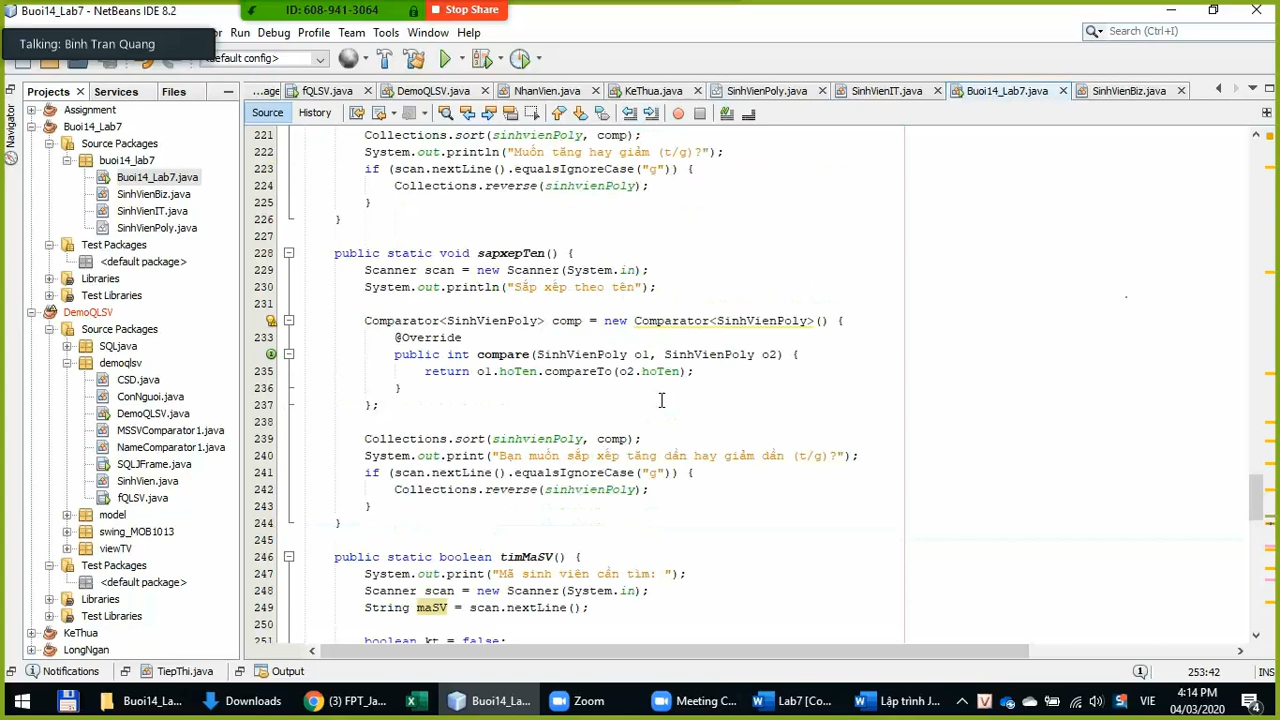 Buoi14_Lab7 - NetBeans IDE 8.2
ID: 608-941-3064
Stop Share
Talking: Binh Tran Quang
Run Debug Profile Team Tools Window Help
Search (Ctrl+I)
<default config>
Projects Services Files
...age fQLSV.java DemoQLSV.java NhanVien.java KeThua.java SinhVienPoly.java SinhVienIT.java Buoi14_Lab7.java SinhVienBiz.java
Source History
Navigator
Assignment
Buoi14_Lab7
Source Packages
buoi14_lab7
Buoi14_Lab7.java
SinhVienBiz.java
SinhVienIT.java
SinhVienPoly.java
Test Packages
<default package>
Libraries
Test Libraries
DemoQLSV
Source Packages
SQLjava
demoqlsv
CSD.java
ConNguoi.java
DemoQLSV.java
MSSVComparator1.java
NameComparator1.java
SQLJFrame.java
SinhVien.java
fQLSV.java
model
swing_MOB1013
viewTV
Test Packages
<default package>
Libraries
Test Libraries
KeThua
LongNgan
221 Collections.sort(sinhvienPoly, comp);
222 System.out.println("Muốn tăng hay giảm (t/g)?");
223 if (scan.nextLine().equalsIgnoreCase("g")) {
224 Collections.reverse(sinhvienPoly);
225 }
226 }
227
228 public static void sapxepTen() {
229 Scanner scan = new Scanner(System.in);
230 System.out.println("Sắp xếp theo tên");
231
Comparator<SinhVienPoly> comp = new Comparator<SinhVienPoly>() {
233 @Override
public int compare(SinhVienPoly o1, SinhVienPoly o2) {
235 return o1.hoTen.compareTo(o2.hoTen);
236 }
237 };
238
239 Collections.sort(sinhvienPoly, comp);
240 System.out.print("Bạn muốn sắp xếp tăng dần hay giảm dần (t/g)?");
241 if (scan.nextLine().equalsIgnoreCase("g")) {
242 Collections.reverse(sinhvienPoly);
243 }
244 }
245
246 public static boolean timMaSV() {
247 System.out.print("Mã sinh viên cần tìm: ");
248 Scanner scan = new Scanner(System.in);
249 String maSV = scan.nextLine();
250
251 boolean kt = false;
Notifications TiepThi.java Output
253:42 INS
Buoi14_La... Downloads (3) FPT_Ja... Buoi14_La... Zoom Meeting C... Lab7 [Co... Lập trình J...
VIE
4:14 PM
04/03/2020
4